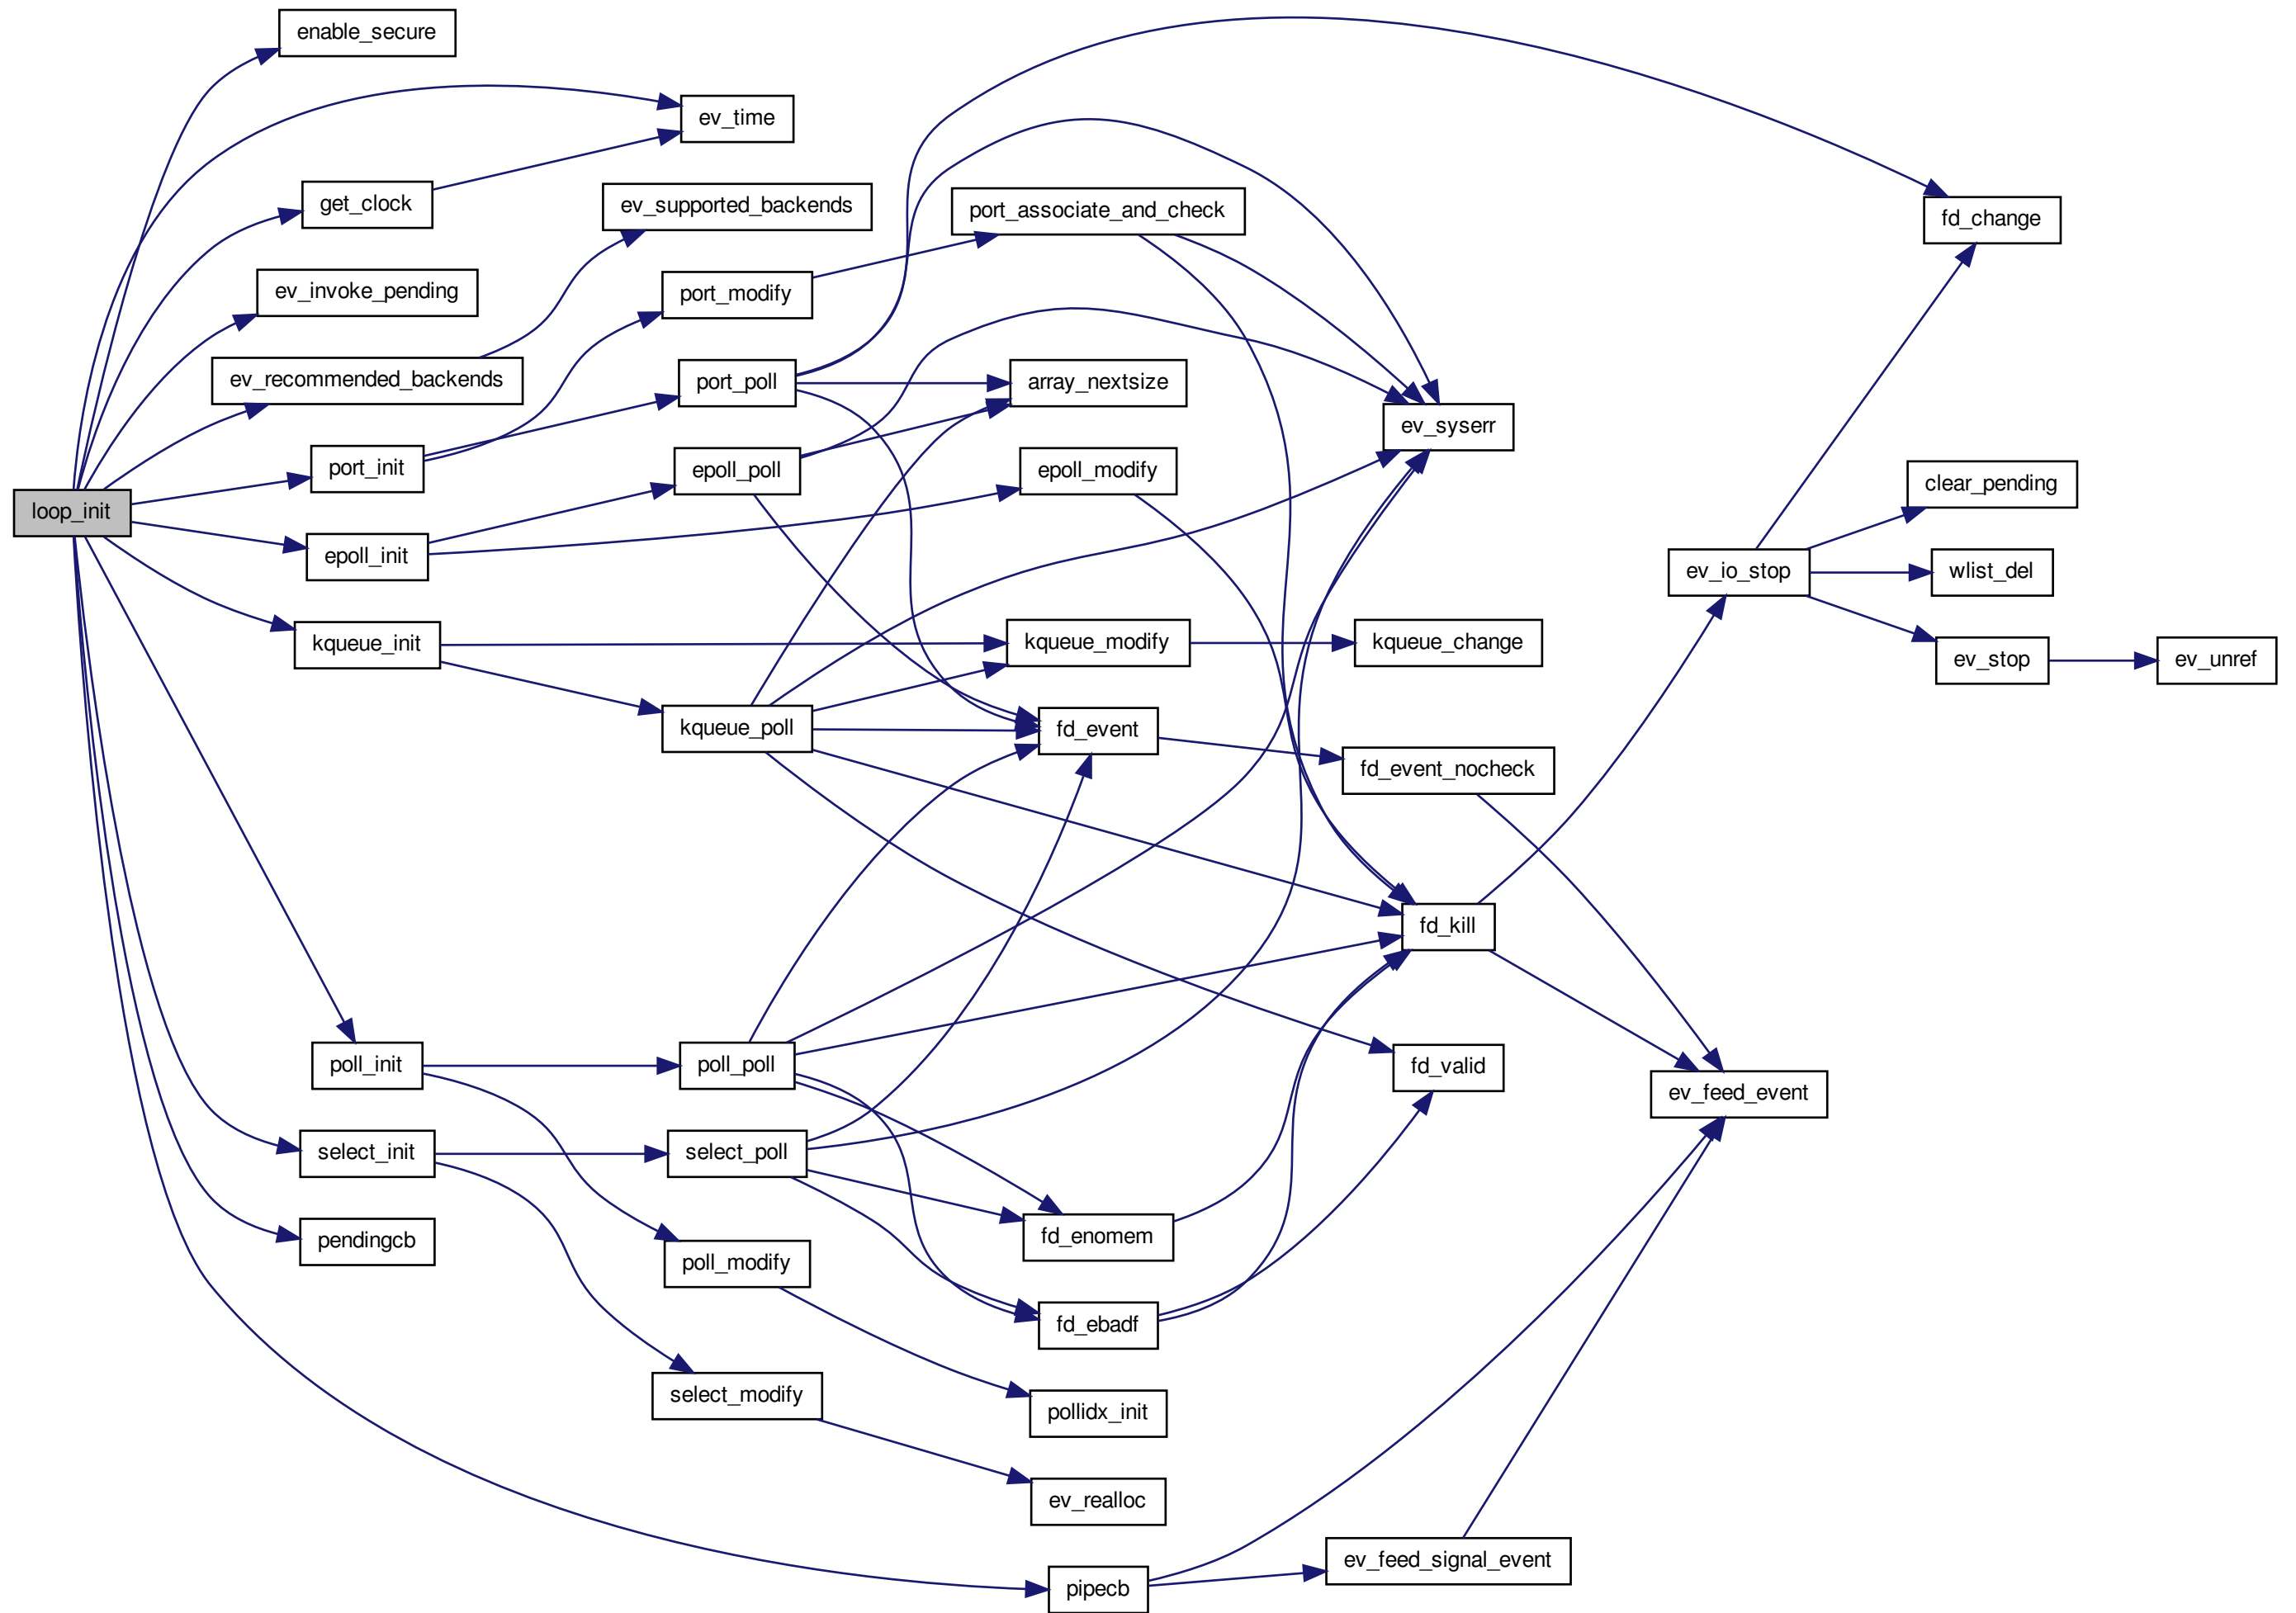 loop_init
enable_secure
ev_time
get_clock
ev_invoke_pending
ev_recommended_backends
port_init
epoll_init
kqueue_init
poll_init
select_init
pendingcb
ev_supported_backends
port_modify
port_poll
epoll_poll
kqueue_poll
poll_poll
select_poll
poll_modify
select_modify
port_associate_and_check
array_nextsize
epoll_modify
kqueue_modify
fd_event
fd_enomem
fd_ebadf
pollidx_init
ev_realloc
pipecb
ev_syserr
kqueue_change
fd_event_nocheck
fd_kill
fd_valid
ev_feed_signal_event
ev_io_stop
ev_feed_event
fd_change
clear_pending
wlist_del
ev_stop
ev_unref